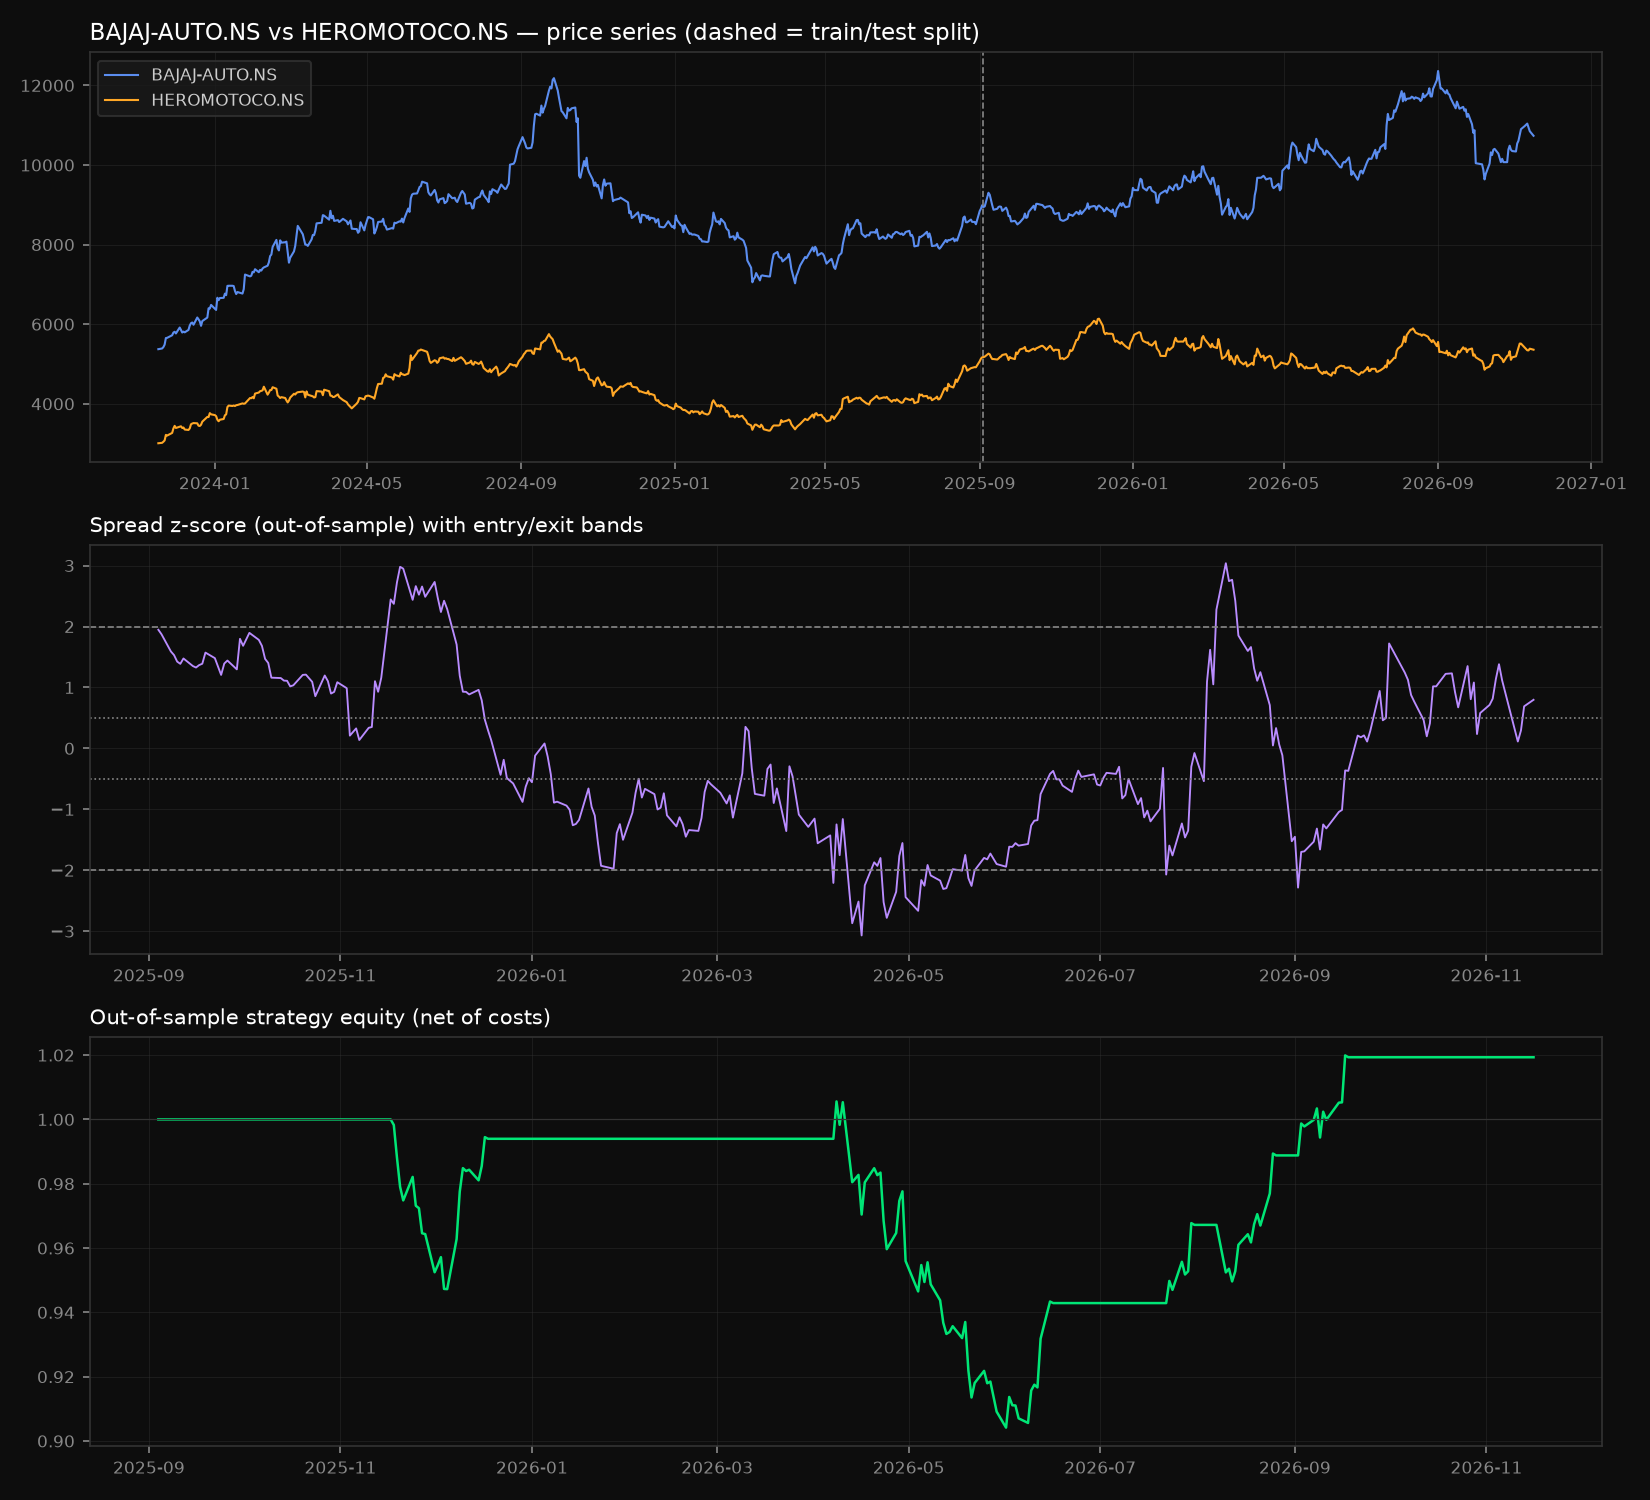 BAJAJ-AUTO.NS vs HEROMOTOCO.NS — price series (dashed = train/test split)
BAJAJ-AUTO.NS
HEROMOTOCO.NS
12000
10000
8000
6000
4000
2024-01 2024-05 2024-09 2025-01 2025-05 2025-09 2026-01 2026-05 2026-09 2027-01
Spread z-score (out-of-sample) with entry/exit bands
3
2
1
0
−1
−2
−3
2025-09 2025-11 2026-01 2026-03 2026-05 2026-07 2026-09 2026-11
Out-of-sample strategy equity (net of costs)
1.02
1.00
0.98
0.96
0.94
0.92
0.90
2025-09 2025-11 2026-01 2026-03 2026-05 2026-07 2026-09 2026-11